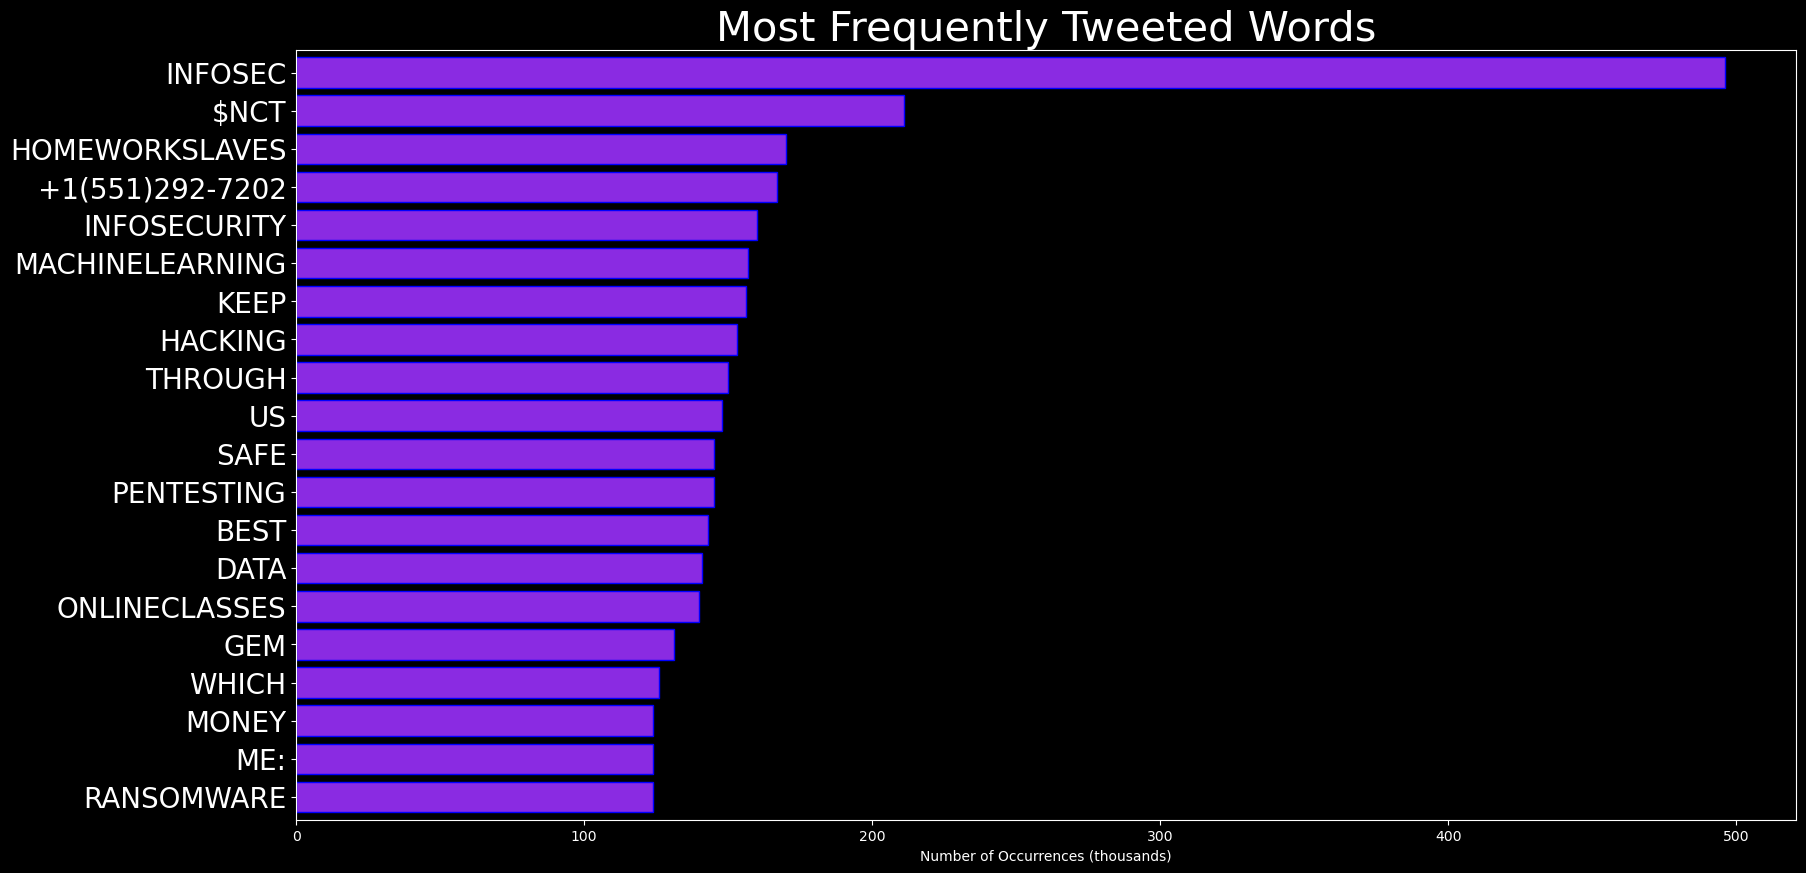 Most Frequently Tweeted Words
INFOSEC
$NCT
HOMEWORKSLAVES
+1(551)292-7202
INFOSECURITY
MACHINELEARNING
KEEP
HACKING
THROUGH
US
SAFE
PENTESTING
BEST
DATA
ONLINECLASSES
GEM
WHICH
MONEY
ME:
RANSOMWARE
0 100 200 300 400 500
Number of Occurrences (thousands)